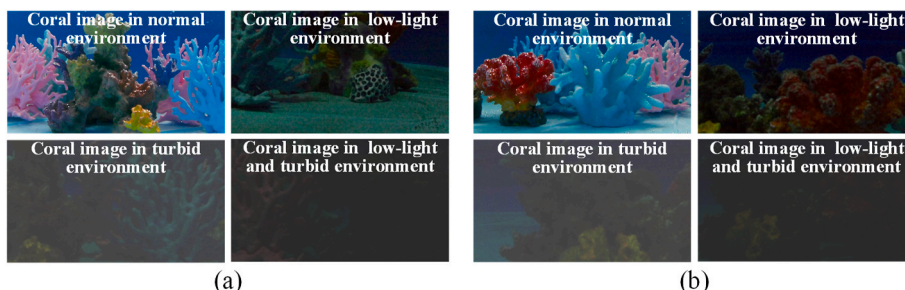 Coral image in normal
environment
Coral image in  low-light
environment
Coral image in turbid
environment
Coral image in  low-light
and turbid environment
(a)
Coral image in normal
environment
Coral image in  low-light
environment
Coral image in turbid
environment
Coral image in  low-light
and turbid environment
(b)